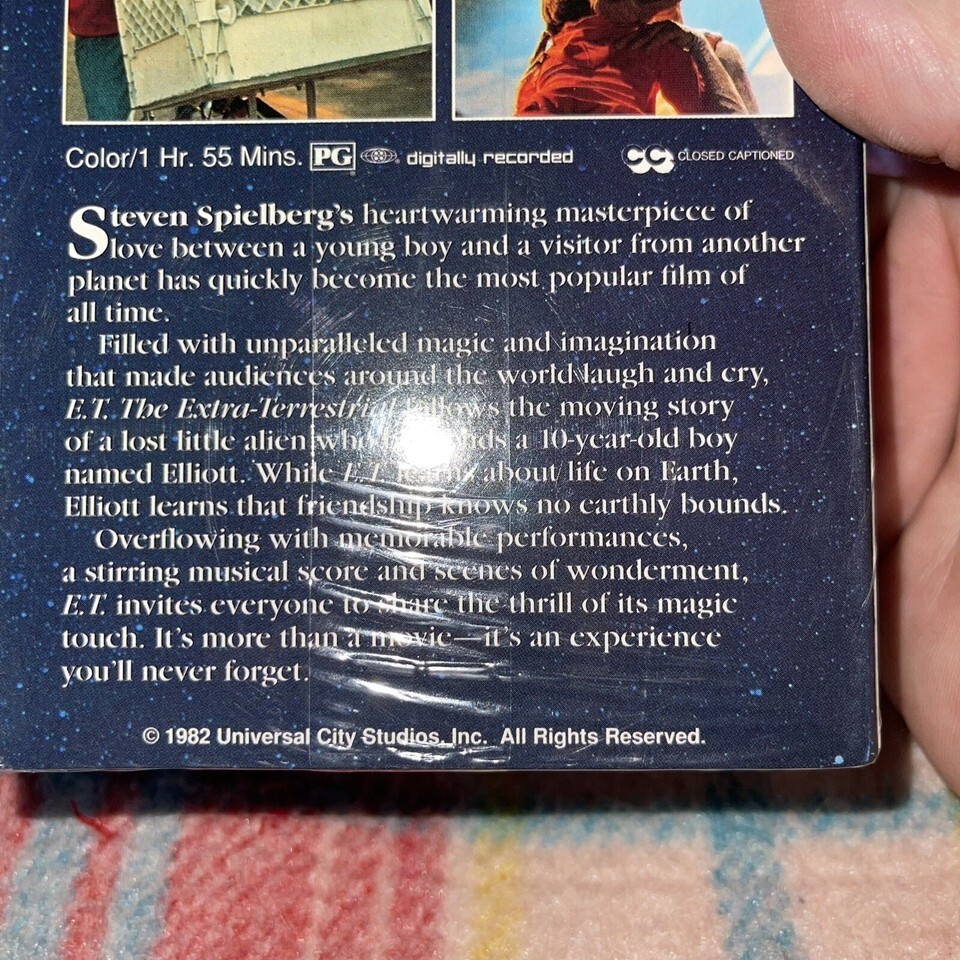 Color/1 Hr. 55 Mins. PG digitally recorded CC CLOSED CAPTIONED
Steven Spielberg's heartwarming masterpiece of
love between a young boy and a visitor from another
planet has quickly become the most popular film of
all time.
Filled with unparalleled magic and imagination
that made audiences around the world laugh and cry,
E.T. The Extra-Terrestrial follows the moving story
of a lost little alien who a 10-year-old boy
named Elliott. While E.T. learns about life on Earth,
Elliott learns that friendship knows no earthly bounds.
Overflowing with memorable performances,
a stirring musical score and scenes of wonderment,
E.T. invites everyone to share the thrill of its magic
touch. It's more than a movie—it's an experience
you'll never forget.
© 1982 Universal City Studios, Inc. All Rights Reserved.